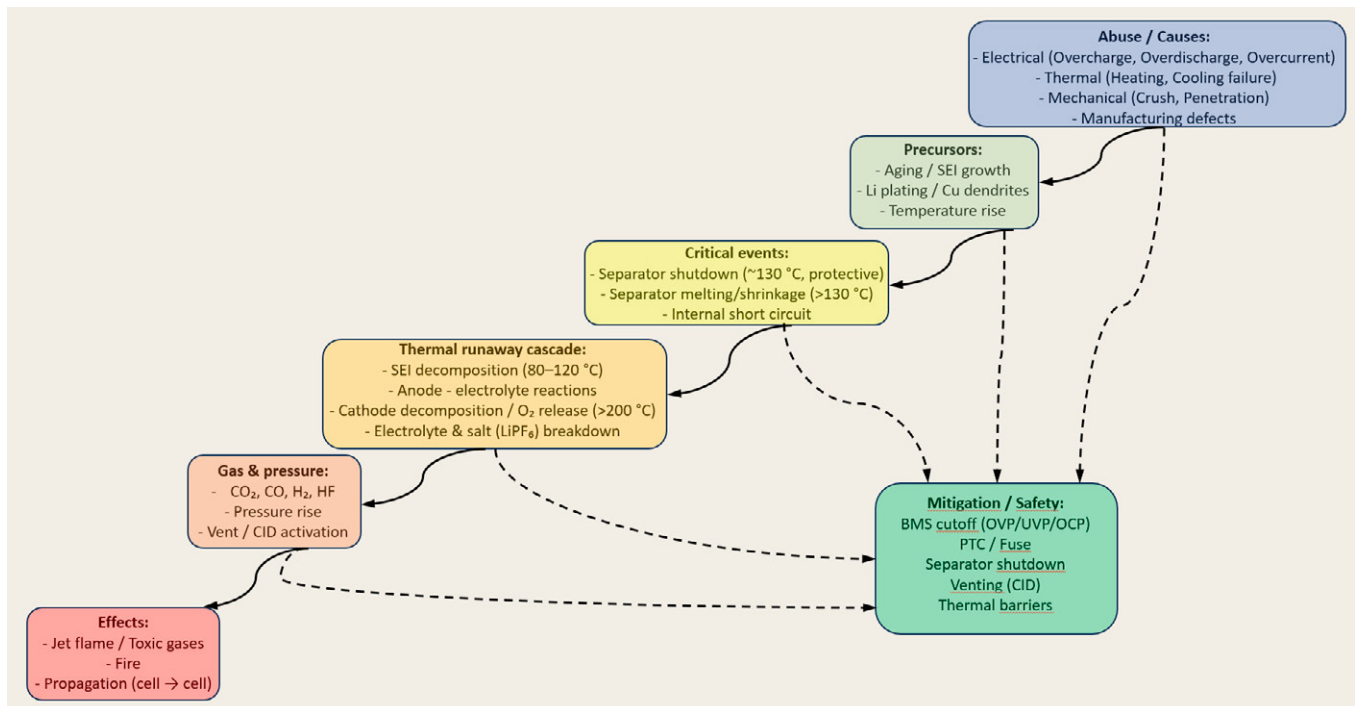 Abuse / Causes:
- Electrical (Overcharge, Overdischarge, Overcurrent)
- Thermal (Heating, Cooling failure)
- Mechanical (Crush, Penetration)
- Manufacturing defects
Precursors:
- Aging / SEI growth
- Li plating / Cu dendrites
- Temperature rise
Critical events:
- Separator shutdown (~130 °C, protective)
- Separator melting/shrinkage (>130 °C)
- Internal short circuit
Thermal runaway cascade:
- SEI decomposition (80–120 °C)
- Anode - electrolyte reactions
- Cathode decomposition / O₂ release (>200 °C)
- Electrolyte & salt (LiPF₆) breakdown
Gas & pressure:
- CO₂, CO, H₂, HF
- Pressure rise
- Vent / CID activation
Mitigation / Safety:
BMS cutoff (OVP/UVP/OCP)
PTC / Fuse
Separator shutdown
Venting (CID)
Thermal barriers
Effects:
- Jet flame / Toxic gases
- Fire
- Propagation (cell → cell)